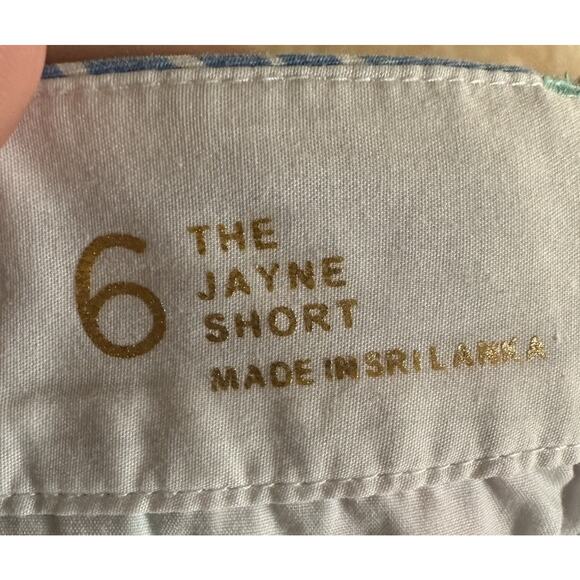 6
THE
JAYNE
SHORT
MADE IN SRI LANKA